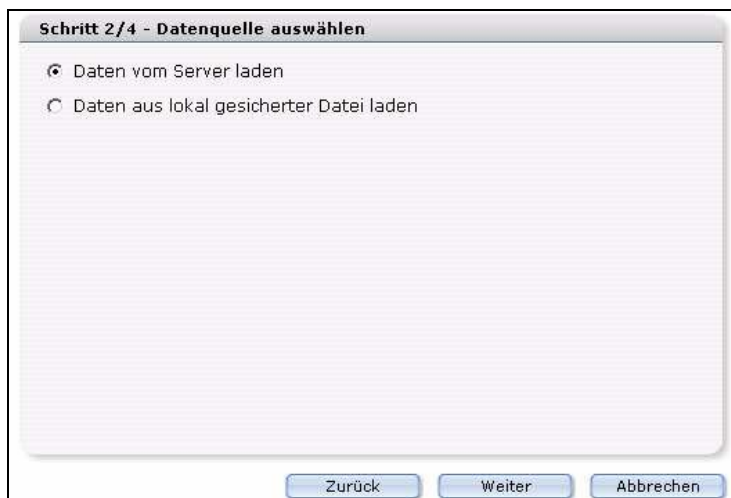 Schritt 2/4 - Datenquelle auswählen
Daten vom Server laden
Daten aus lokal gesicherter Datei laden
Zurück Weiter Abbrechen